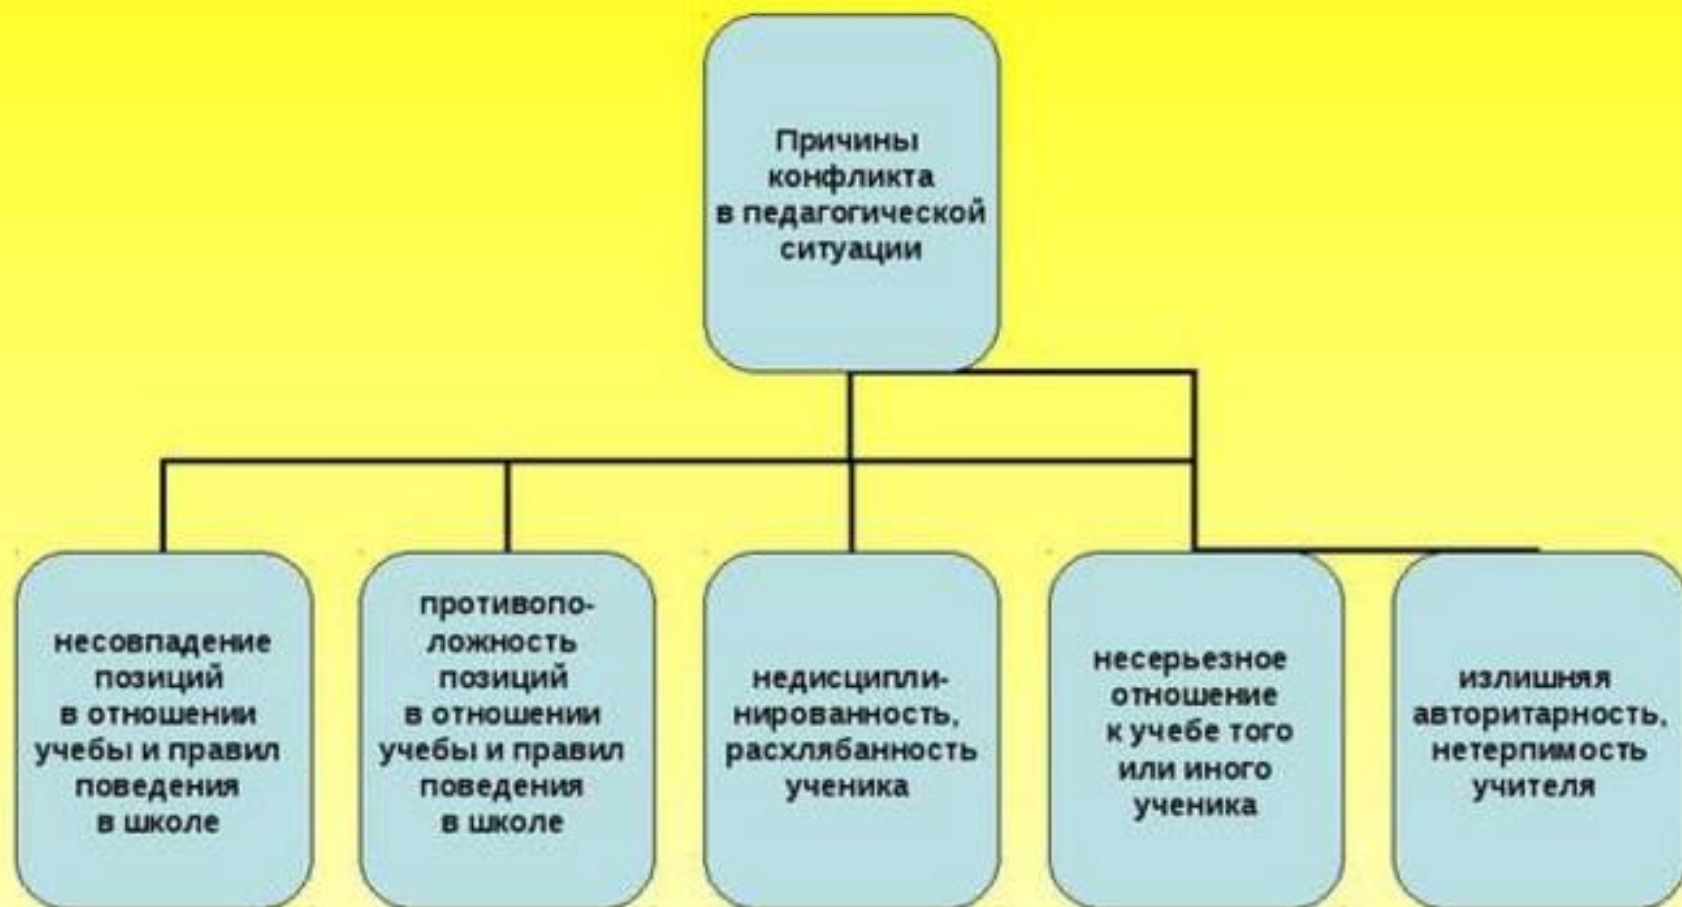 Причины
конфликта
в педагогической
ситуации
несовпадение
позиций
в отношении
учебы и правил
поведения
в школе
противопо-
ложность
позиций
в отношении
учебы и правил
поведения
в школе
недисципли-
нированность,
расхлябанность
ученика
несерьезное
отношение
к учебе того
или иного
ученика
излишняя
авторитарность,
нетерпимость
учителя